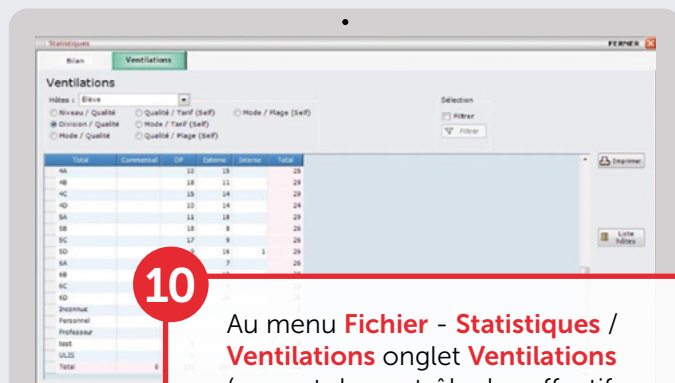 Statistiques
FERMER
Bilan Ventilations
Ventilations
Hôtes : Elève
Sélection
Niveau / Qualité Qualité / Tarif (Self) Mode / Plage (Self)
Filtrer
Division / Qualité Mode / Tarif (Self)
Filtrer
Mode / Qualité Qualité / Plage (Self)
Total Commensal DP Externe Interne Total
Imprimer
4A 10 15 25
4B 18 11 29
4C 15 14 29
4D 10 14 24
5A 11 18 29
5B 18 8 26
Liste hôtes
5C 17 9 26
5D 9 16 1 26
6A 7 26
6B
6C
6D
Inconnue
Personnel
Professeur
test
ULIS
Total 0
10
Au menu Fichier - Statistiques /
Ventilations onglet Ventilations